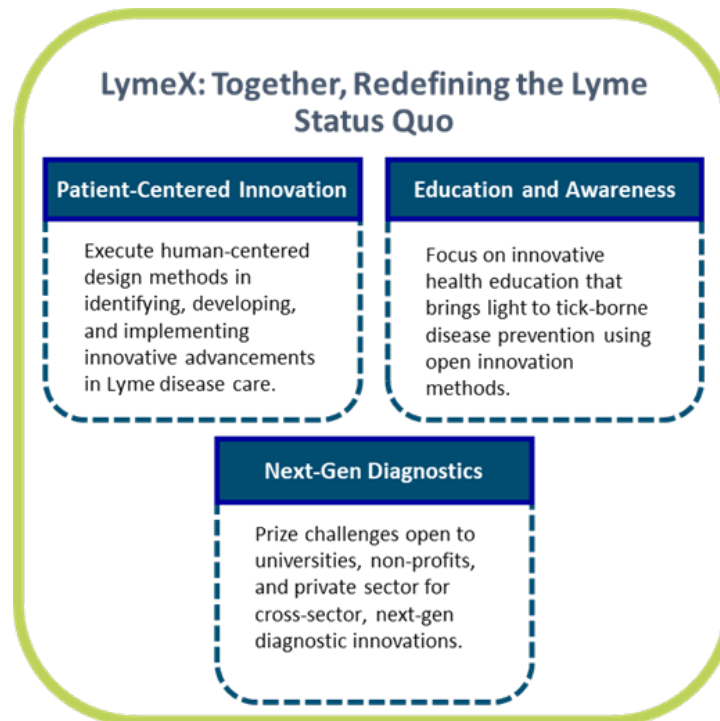 LymeX: Together, Redefining the Lyme
Status Quo
Patient-Centered Innovation
Execute human-centered
design methods in
identifying, developing,
and implementing
innovative advancements
in Lyme disease care.
Education and Awareness
Focus on innovative
health education that
brings light to tick-borne
disease prevention using
open innovation
methods.
Next-Gen Diagnostics
Prize challenges open to
universities, non-profits,
and private sector for
cross-sector, next-gen
diagnostic innovations.